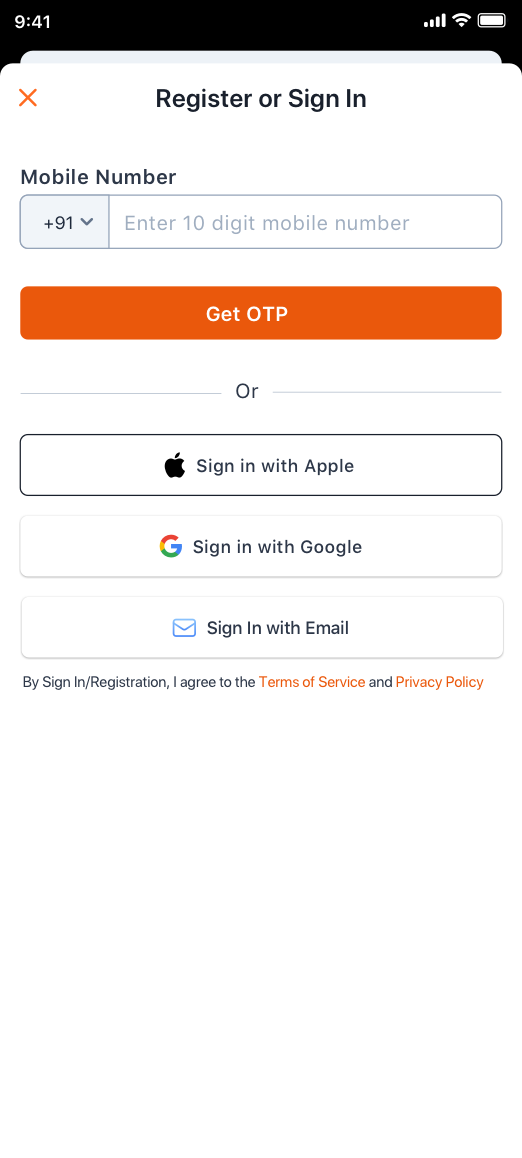 9:41
Register or Sign In
Mobile Number
+91 Enter 10 digit mobile number
Get OTP
Or
Sign in with Apple
Sign in with Google
Sign In with Email
By Sign In/Registration, I agree to the Terms of Service and Privacy Policy